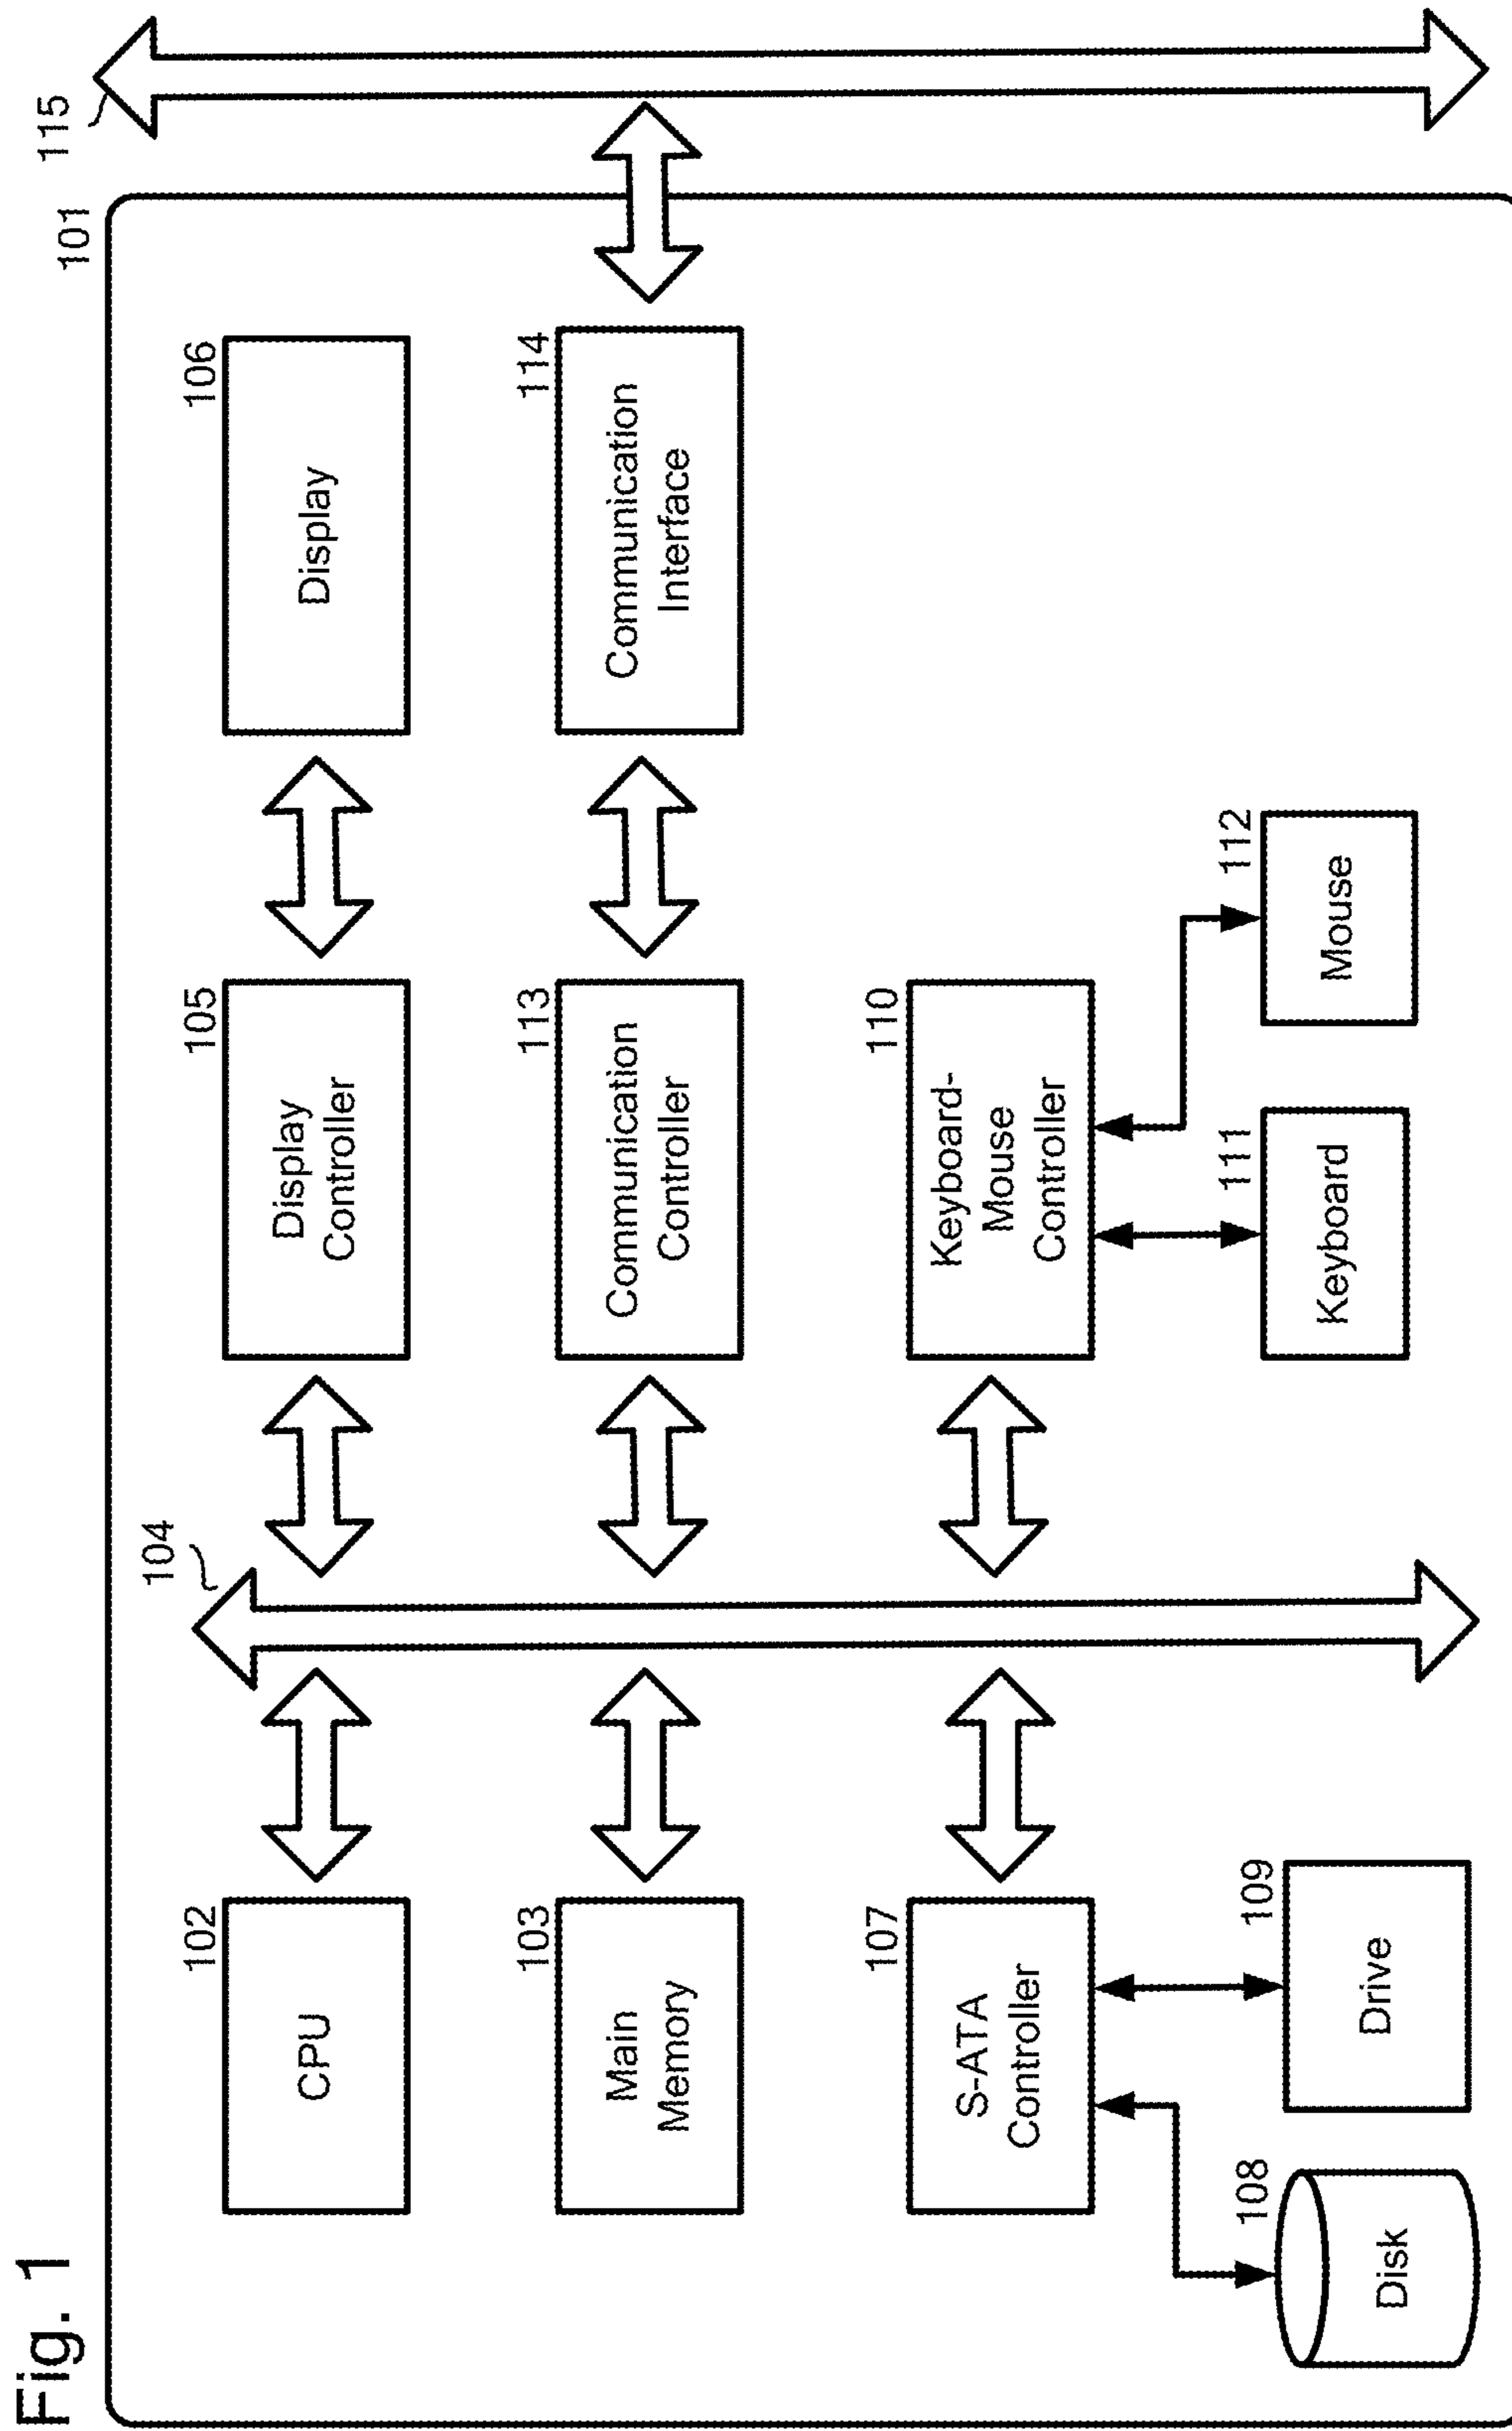 Fig. 1
101
115
102
CPU
104
105
Display
Controller
106
Display
103
Main
Memory
113
Communication
Controller
114
Communication
Interface
107
S-ATA
Controller
110
Keyboard-
Mouse
Controller
108
Disk
109
Drive
111
Keyboard
112
Mouse